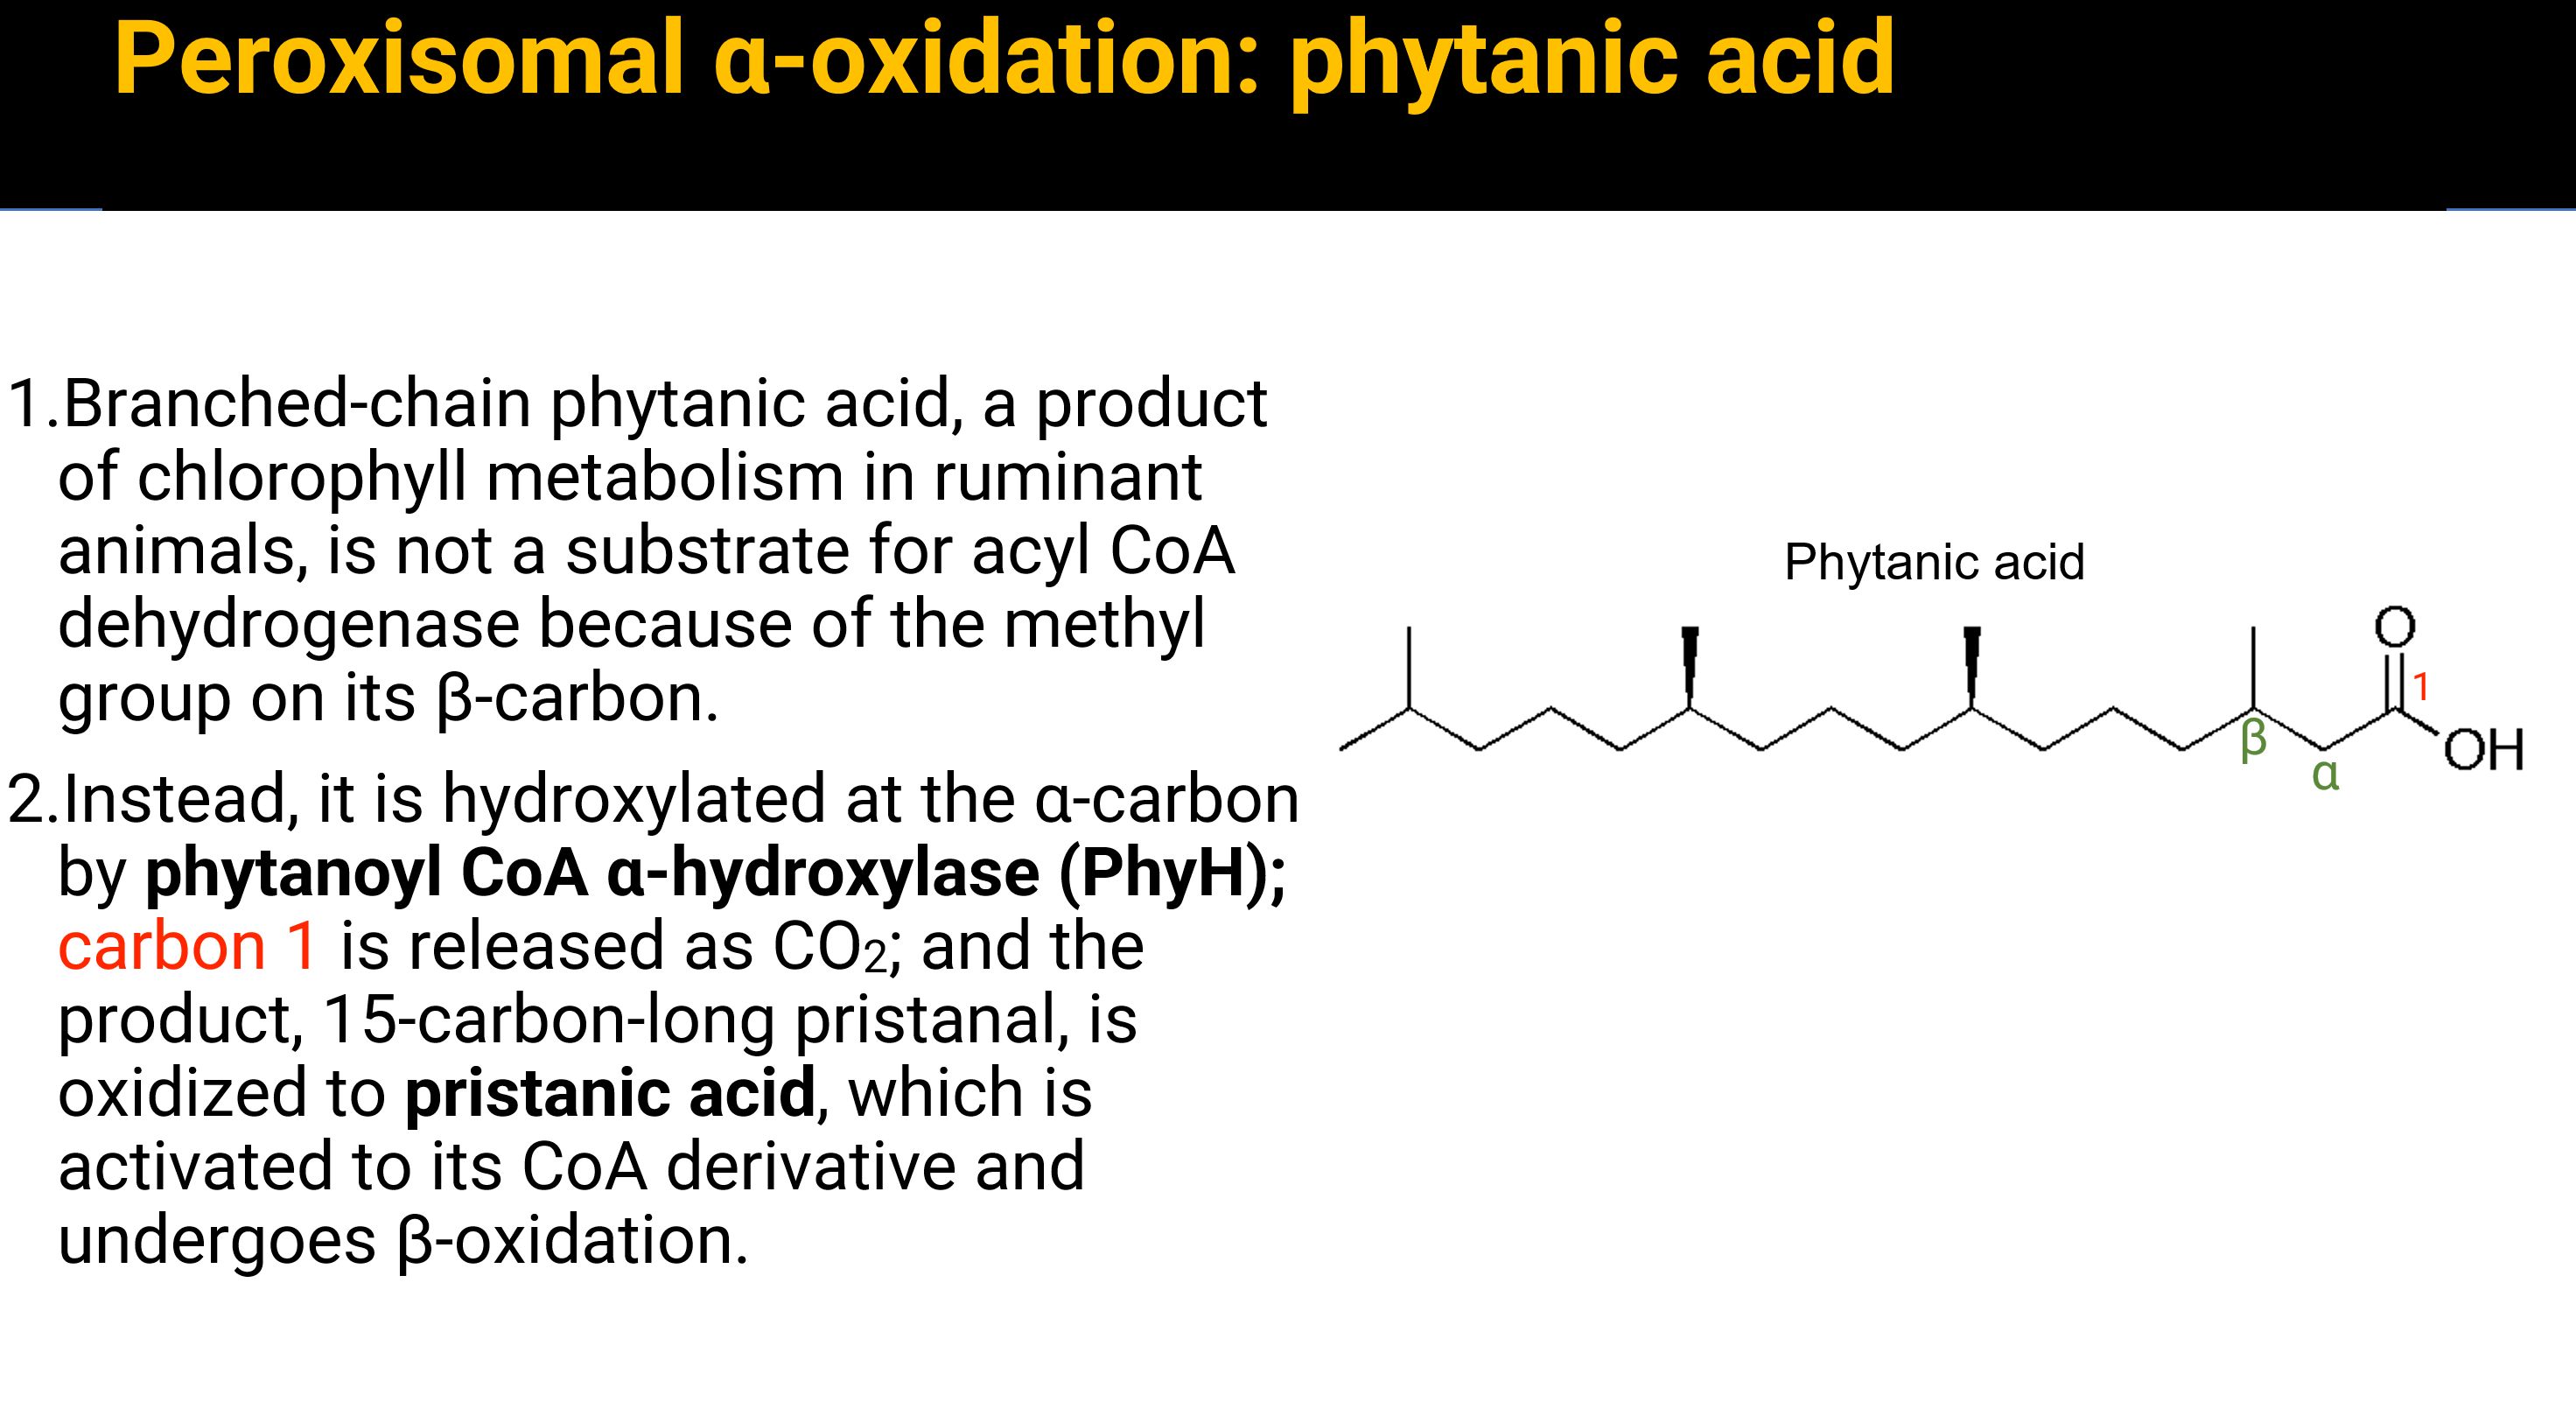 Peroxisomal α-oxidation: phytanic acid
1.Branched-chain phytanic acid, a product
of chlorophyll metabolism in ruminant
animals, is not a substrate for acyl CoA
dehydrogenase because of the methyl
group on its β-carbon.
2.Instead, it is hydroxylated at the α-carbon
by phytanoyl CoA α-hydroxylase (PhyH);
carbon 1 is released as CO₂; and the
product, 15-carbon-long pristanal, is
oxidized to pristanic acid, which is
activated to its CoA derivative and
undergoes β-oxidation.
Phytanic acid
O
1
β
OH
α